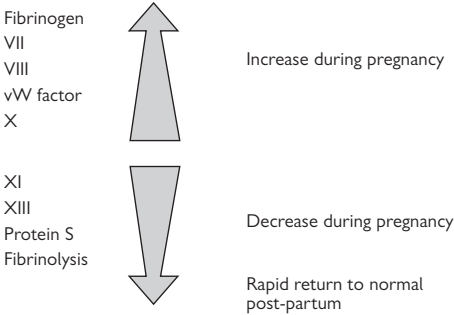 Fibrinogen
VII
VIII
vW factor
X
Increase during pregnancy
XI
XIII
Protein S
Fibrinolysis
Decrease during pregnancy
Rapid return to normal
post-partum